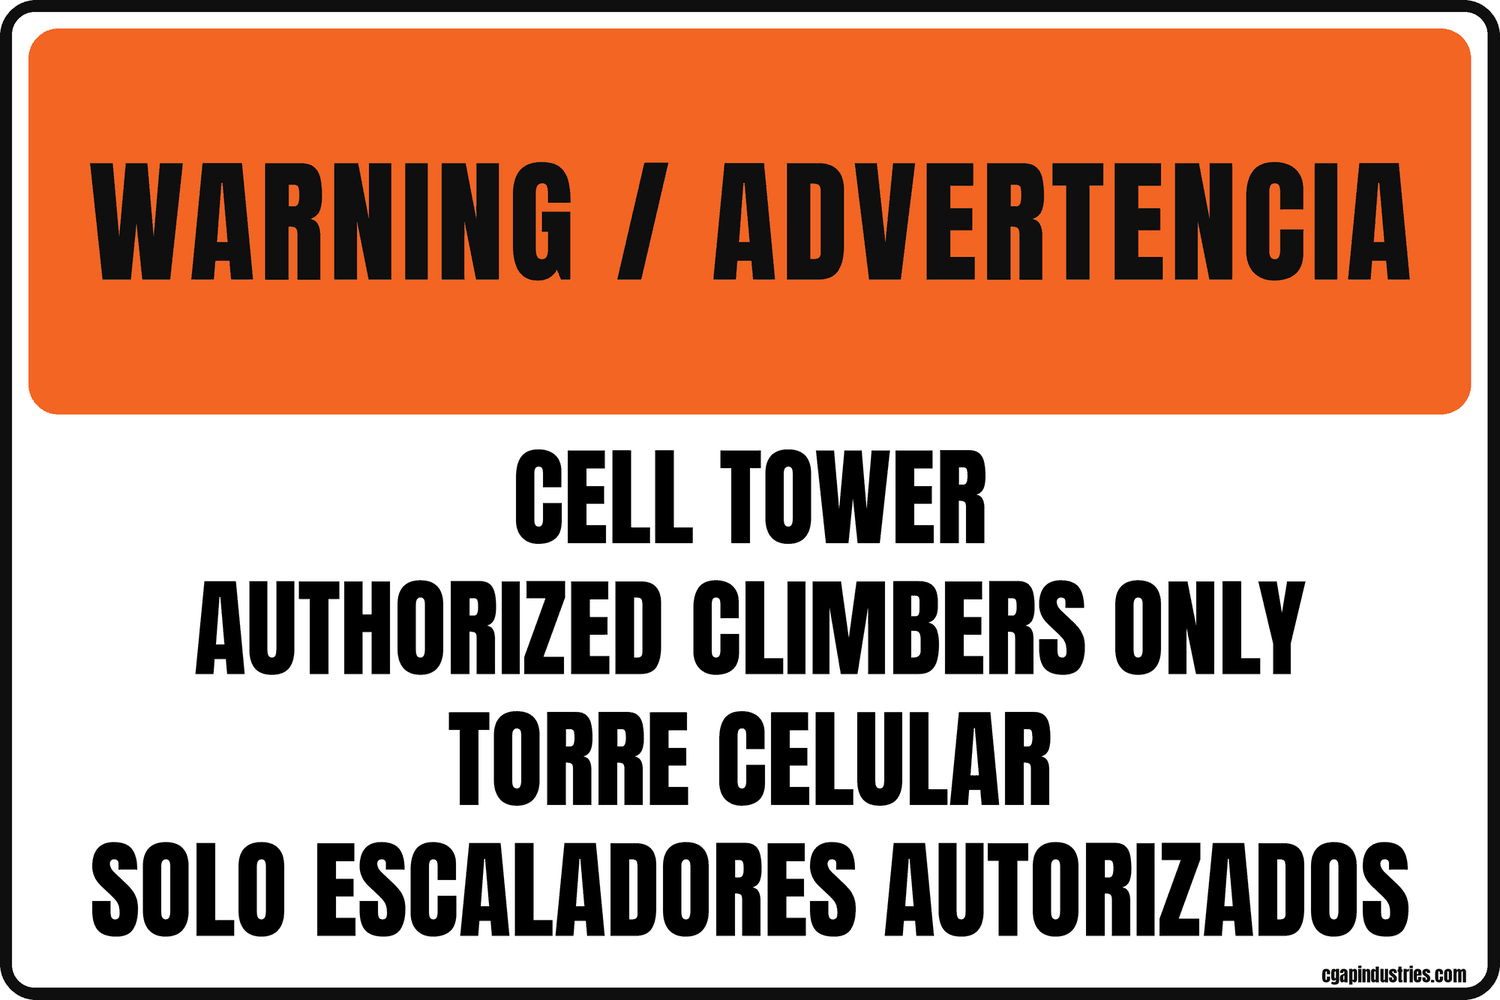 WARNING / ADVERTENCIA
CELL TOWER
AUTHORIZED CLIMBERS ONLY
TORRE CELULAR
SOLO ESCALADORES AUTORIZADOS
cgapindustries.com